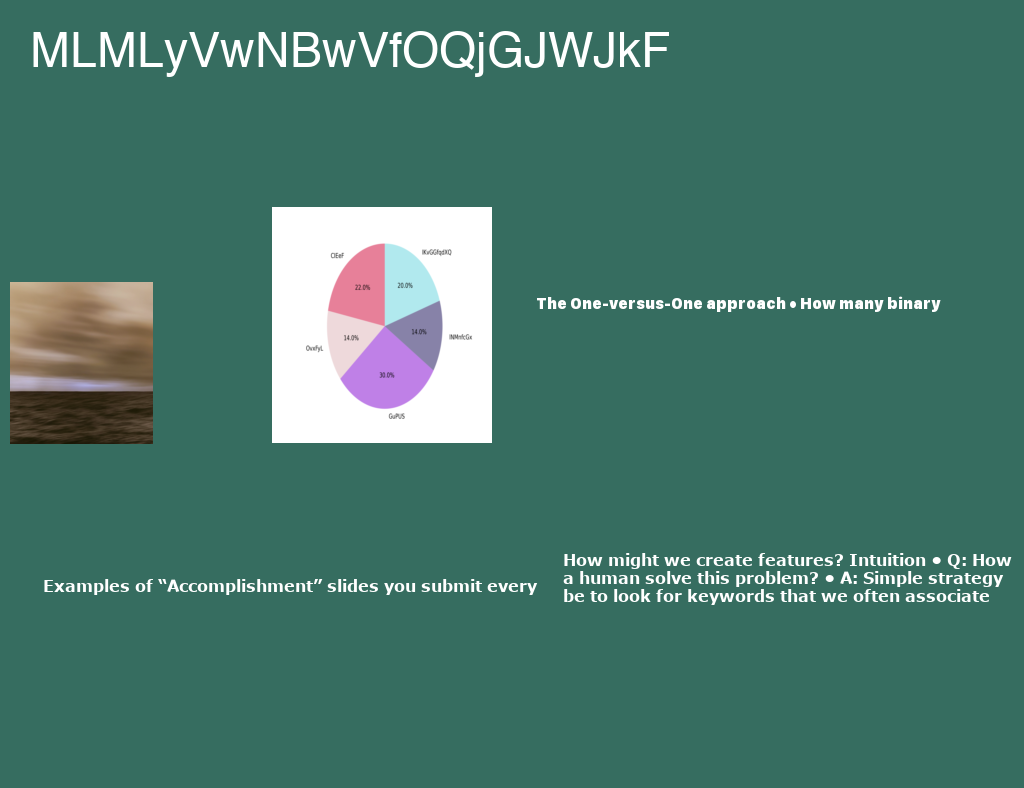 MLMLyVwNBwVfOQjGJWJkF
CIEeF
IKvGGfqdXQ
22.0%
20.0%
The One-versus-One approach • How many binary
14.0%
14.0%
INMnfcGx
OvxFyL
30.0%
GuPUS
Examples of “Accomplishment” slides you submit every
How might we create features? Intuition • Q: How
a human solve this problem? • A: Simple strategy
be to look for keywords that we often associate